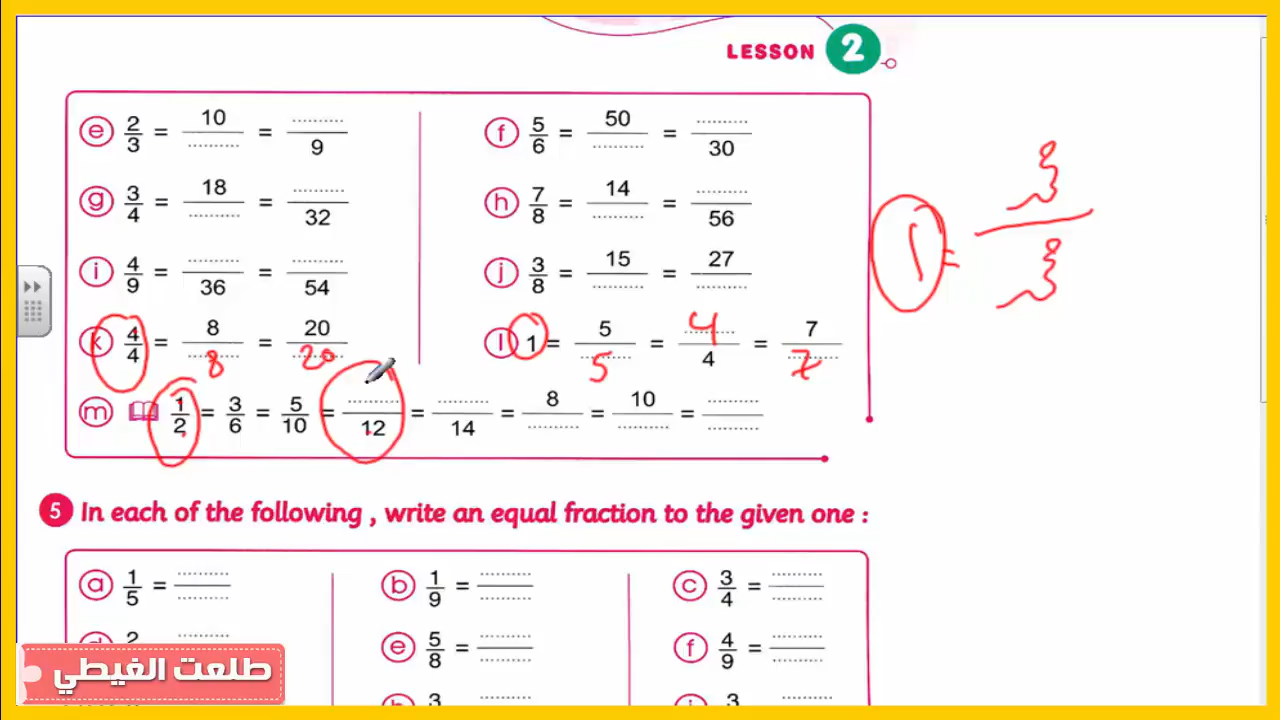 LESSON 2
e 2/3 = 10/......... = ........./9
f 5/6 = 50/......... = ........./30
g 3/4 = 18/......... = ........./32
h 7/8 = 14/......... = ........./56
i 4/9 = ........./36 = ........./54
j 3/8 = 15/......... = 27/.........
k 4/4 = 8/8 = 20/20
l 1 = 5/5 = 4/4 = 7/7
m 1/2 = 3/6 = 5/10 = ........./12 = ........./14 = 8/......... = 10/......... = ........./.........
1 =
5 In each of the following , write an equal fraction to the given one :
a 1/5 = ........./.........
b 1/9 = ........./.........
c 3/4 = ........./.........
e 5/8 = ........./.........
f 4/9 = ........./.........
طلعت الغيطي